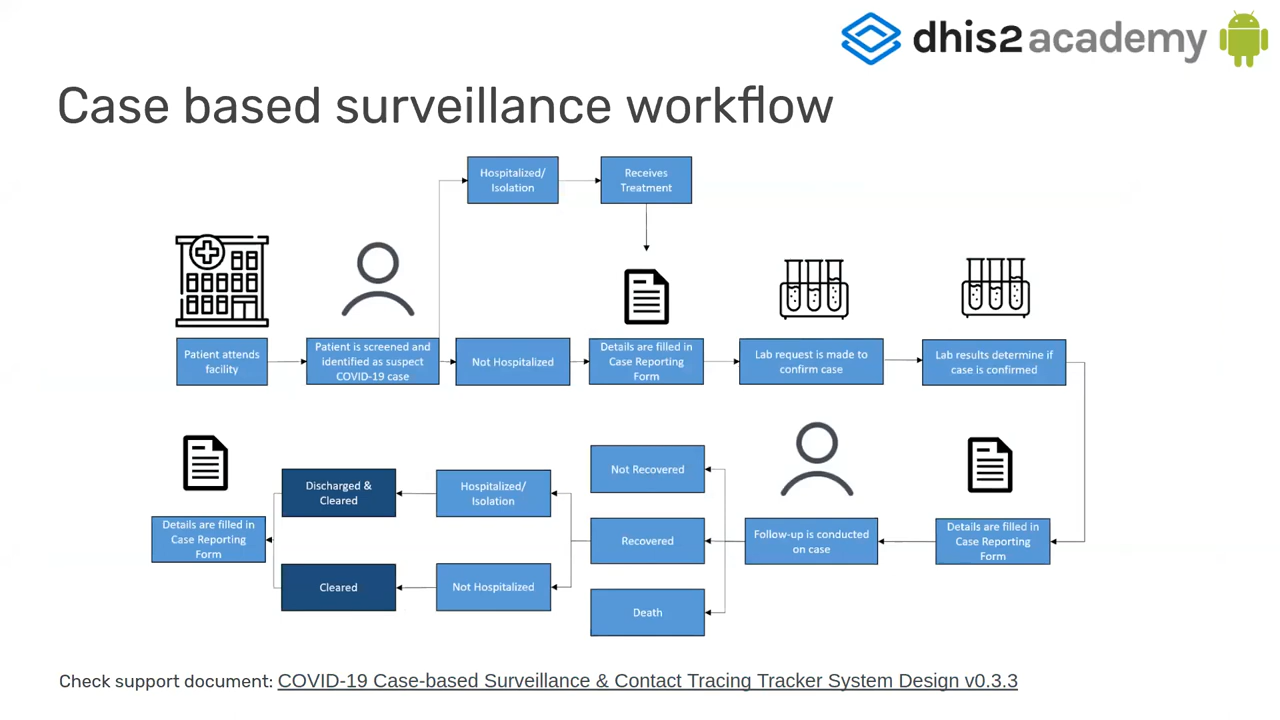 dhis2 academy
Case based surveillance workflow
Hospitalized/
Isolation
Receives
Treatment
Patient attends
facility
Patient is screened and
identified as suspect
COVID-19 case
Not Hospitalized
Details are filled in
Case Reporting
Form
Lab request is made to
confirm case
Lab results determine if
case is confirmed
Details are filled in
Case Reporting
Form
Follow-up is conducted
on case
Not Recovered
Recovered
Death
Hospitalized/
Isolation
Not Hospitalized
Discharged &
Cleared
Cleared
Details are filled in
Case Reporting
Form
Check support document: COVID-19 Case-based Surveillance & Contact Tracing Tracker System Design v0.3.3